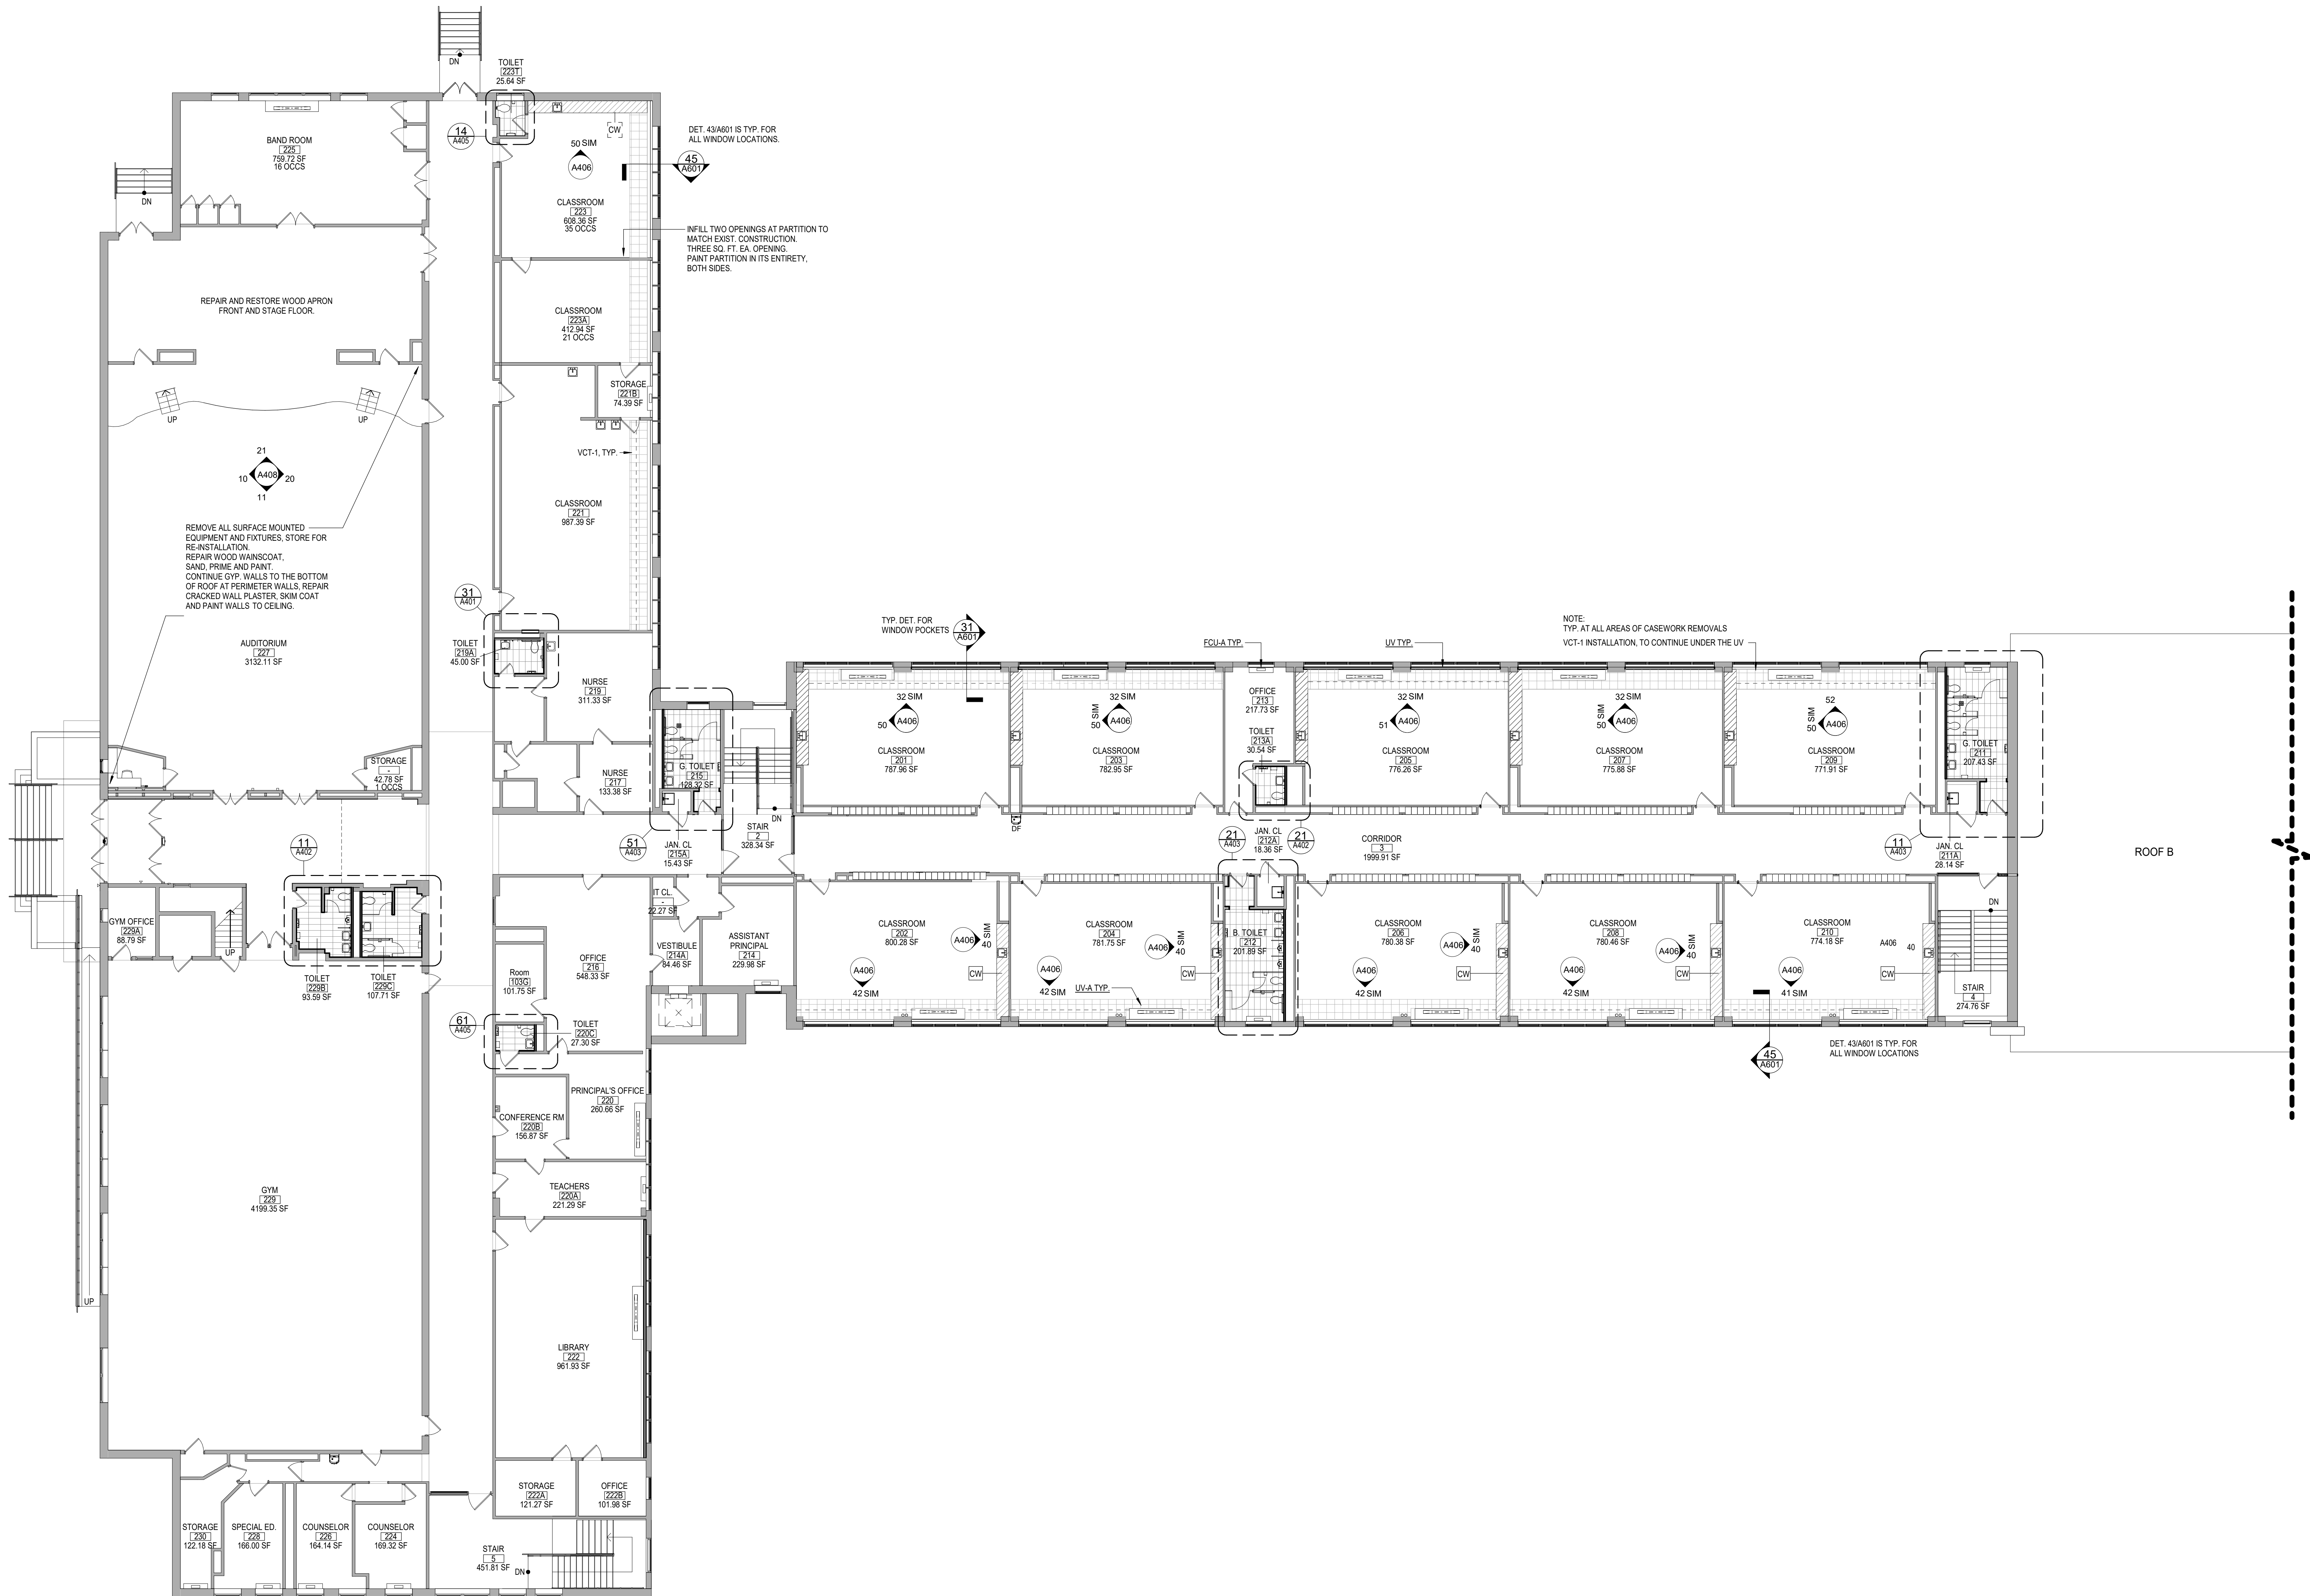 DN
TOILET
223T
25.64 SF
14
A405
BAND ROOM
225
759.72 SF
16 OCCS
DN
CW
50 SIM
A406
DET. 43/A601 IS TYP. FOR
ALL WINDOW LOCATIONS.
45
A601
CLASSROOM
223
608.36 SF
35 OCCS
INFILL TWO OPENINGS AT PARTITION TO
MATCH EXIST. CONSTRUCTION.
THREE SQ. FT. EA. OPENING.
PAINT PARTITION IN ITS ENTIRETY,
BOTH SIDES.
REPAIR AND RESTORE WOOD APRON
FRONT AND STAGE FLOOR.
CLASSROOM
223A
412.94 SF
21 OCCS
STORAGE
221B
74.39 SF
UP
UP
VCT-1, TYP.
21
10
A408
20
11
CLASSROOM
221
987.39 SF
REMOVE ALL SURFACE MOUNTED
EQUIPMENT AND FIXTURES, STORE FOR
RE-INSTALLATION.
REPAIR WOOD WAINSCOAT,
SAND, PRIME AND PAINT.
CONTINUE GYP. WALLS TO THE BOTTOM
OF ROOF AT PERIMETER WALLS, REPAIR
CRACKED WALL PLASTER, SKIM COAT
AND PAINT WALLS TO CEILING.
31
A401
AUDITORIUM
227
3132.11 SF
TOILET
219A
45.00 SF
NURSE
219
311.33 SF
TYP. DET. FOR
WINDOW POCKETS
31
A601
FCU-A TYP.
UV TYP.
NOTE:
TYP. AT ALL AREAS OF CASEWORK REMOVALS
VCT-1 INSTALLATION, TO CONTINUE UNDER THE UV
STORAGE
-
42.78 SF
1 OCCS
NURSE
217
133.38 SF
G. TOILET
215
128.32 SF
DN
STAIR
2
328.34 SF
51
A403
JAN. CL
215A
15.43 SF
32 SIM
50
A406
CLASSROOM
201
787.96 SF
32 SIM
50 SIM
A406
CLASSROOM
203
782.95 SF
OFFICE
213
217.73 SF
TOILET
213A
30.54 SF
32 SIM
51
A406
CLASSROOM
205
776.26 SF
32 SIM
50 SIM
A406
CLASSROOM
207
775.88 SF
52
50 SIM
A406
CLASSROOM
209
771.91 SF
G. TOILET
211
207.43 SF
DF
21
A403
JAN. CL
212A
18.36 SF
21
A402
CORRIDOR
3
1999.91 SF
11
A403
JAN. CL
211A
28.14 SF
ROOF B
11
A402
GYM OFFICE
229A
88.79 SF
UP
TOILET
229B
93.59 SF
TOILET
229C
107.71 SF
IT CL.
-
22.27 SF
VESTIBULE
214A
84.46 SF
ASSISTANT
PRINCIPAL
214
229.98 SF
OFFICE
216
548.33 SF
Room
103G
101.75 SF
CLASSROOM
202
800.28 SF
A406
40 SIM
CW
A406
42 SIM
CLASSROOM
204
781.75 SF
A406
40 SIM
CW
A406
42 SIM
UV-A TYP.
B. TOILET
212
201.89 SF
CLASSROOM
206
780.38 SF
A406
40 SIM
CW
A406
42 SIM
CLASSROOM
208
780.46 SF
A406
40 SIM
CW
A406
42 SIM
CLASSROOM
210
774.18 SF
A406
40
CW
A406
41 SIM
DN
STAIR
4
274.76 SF
61
A405
TOILET
220C
27.30 SF
45
A601
DET. 43/A601 IS TYP. FOR
ALL WINDOW LOCATIONS
PRINCIPAL'S OFFICE
220
260.66 SF
CONFERENCE RM
220B
156.87 SF
TEACHERS
220A
221.29 SF
GYM
229
4199.35 SF
UP
LIBRARY
222
961.93 SF
STORAGE
222A
121.27 SF
OFFICE
222B
101.98 SF
STORAGE
230
122.18 SF
SPECIAL ED.
228
166.00 SF
COUNSELOR
226
164.14 SF
COUNSELOR
224
169.32 SF
STAIR
5
451.81 SF
DN